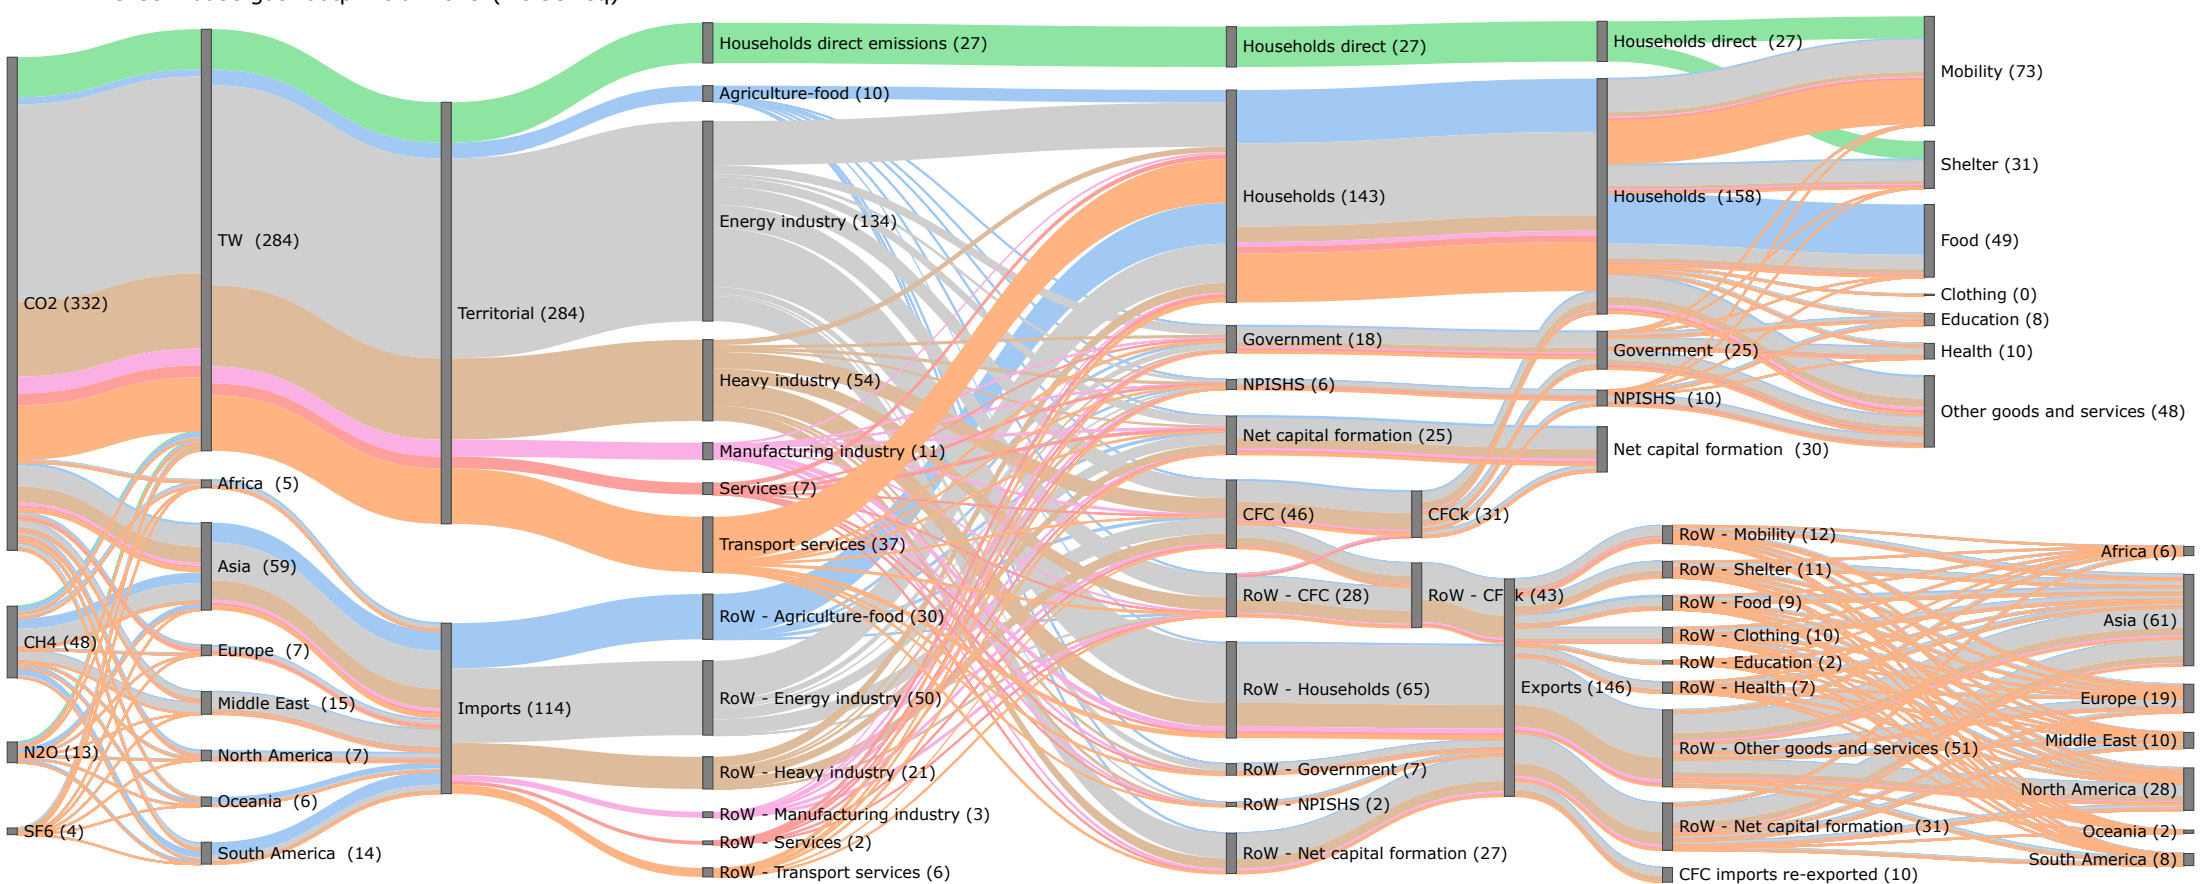 CO2 (332)
CH4 (48)
N2O (13)
SF6 (4)
TW (284)
Africa (5)
Asia (59)
Europe (7)
Middle East (15)
North America (7)
Oceania (6)
South America (14)
Territorial (284)
Imports (114)
Households direct emissions (27)
Agriculture-food (10)
Energy industry (134)
Heavy industry (54)
Manufacturing industry (11)
Services (7)
Transport services (37)
RoW - Agriculture-food (30)
RoW - Energy industry (50)
RoW - Heavy industry (21)
RoW - Manufacturing industry (3)
RoW - Services (2)
RoW - Transport services (6)
Households direct (27)
Households (143)
Government (18)
NPISHS (6)
Net capital formation (25)
CFC (46)
RoW - CFC (28)
RoW - Households (65)
RoW - Government (7)
RoW - NPISHS (2)
RoW - Net capital formation (27)
CFCk (31)
RoW - CFCk (43)
Exports (146)
Households direct (27)
Households (158)
Government (25)
NPISHS (10)
Net capital formation (30)
RoW - Mobility (12)
RoW - Shelter (11)
RoW - Food (9)
RoW - Clothing (10)
RoW - Education (2)
RoW - Health (7)
RoW - Other goods and services (51)
RoW - Net capital formation (31)
CFC imports re-exported (10)
Mobility (73)
Shelter (31)
Food (49)
Clothing (0)
Education (8)
Health (10)
Other goods and services (48)
Africa (6)
Asia (61)
Europe (19)
Middle East (10)
North America (28)
Oceania (2)
South America (8)